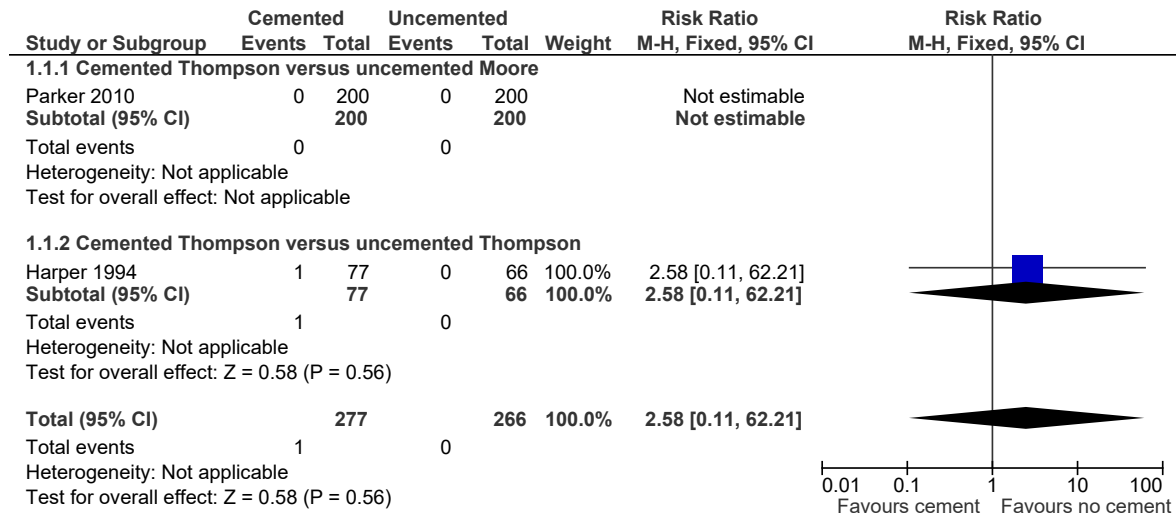 Cemented Uncemented Risk Ratio Risk Ratio
Study or Subgroup Events Total Events Total Weight M-H, Fixed, 95% CI M-H, Fixed, 95% CI
1.1.1 Cemented Thompson versus uncemented Moore
Parker 2010 0 200 0 200 Not estimable
Subtotal (95% CI) 200 200 Not estimable
Total events 0 0
Heterogeneity: Not applicable
Test for overall effect: Not applicable
1.1.2 Cemented Thompson versus uncemented Thompson
Harper 1994 1 77 0 66 100.0% 2.58 [0.11, 62.21]
Subtotal (95% CI) 77 66 100.0% 2.58 [0.11, 62.21]
Total events 1 0
Heterogeneity: Not applicable
Test for overall effect: Z = 0.58 (P = 0.56)
Total (95% CI) 277 266 100.0% 2.58 [0.11, 62.21]
Total events 1 0
Heterogeneity: Not applicable
Test for overall effect: Z = 0.58 (P = 0.56)
0.01 0.1 1 10 100
Favours cement Favours no cement